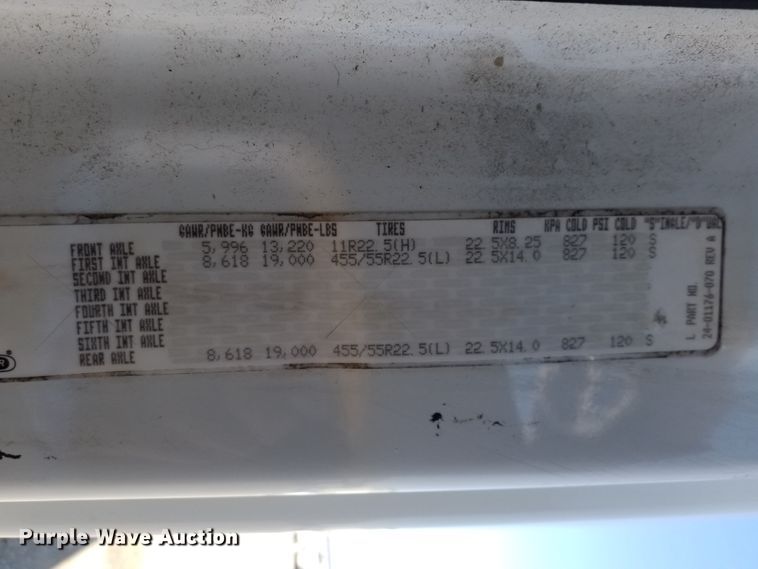 GAWR/PNBE-KG GAWR/PNBE-LBS TIRES RIMS KPA COLD PSI COLD "S"INGLE/"D"UAL
FRONT AXLE 5,996 13,220 11R22.5(H) 22.5X8.25 827 120 S
FIRST INT AXLE 8,618 19,000 455/55R22.5(L) 22.5X14.0 827 120 S
SECOND INT AXLE
THIRD INT AXLE
FOURTH INT AXLE
FIFTH INT AXLE
SIXTH INT AXLE
REAR AXLE 8,618 19,000 455/55R22.5(L) 22.5X14.0 827 120 S
L PART NO.
24-01176-070 REV A
Purple Wave Auction